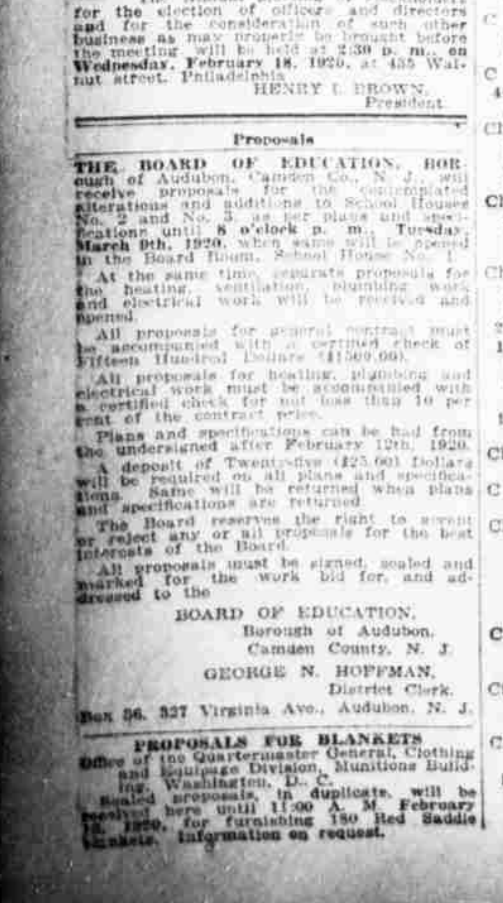 for the election of officers and directors
and for the consideration of such other
business as may properly be brought before
the meeting will be held at 2:30 p. m., on
Wednesday, February 18, 1920, at 435 Wal-
nut street, Philadelphia
HENRY I. BROWN,
President
Proposals
THE BOARD OF EDUCATION, BOR-
ough of Audubon, Camden Co., N. J., will
receive proposals for the contemplated
alterations and additions to School Houses
No. 2 and No. 3, as per plans and speci-
fications until 8 o'clock p. m., Tuesday,
March 9th, 1920, when same will be opened
in the Board Room, School House No. 1.
At the same time, separate proposals for
the heating, ventilation, plumbing work
and electrical work will be received and
opened.
All proposals for general contract must
be accompanied with a certified check of
Fifteen Hundred Dollars ($1500.00).
All proposals for heating, plumbing and
electrical work must be accompanied with
a certified check for not less than 10 per
cent of the contract price.
Plans and specifications can be had from
the undersigned after February 12th, 1920.
A deposit of Twenty-five ($25.00) Dollars
will be required on all plans and specifica-
tions. Same will be returned when plans
and specifications are returned.
The Board reserves the right to accept
or reject any or all proposals for the best
interests of the Board.
All proposals must be signed, sealed and
marked for the work bid for, and ad-
dressed to the
BOARD OF EDUCATION,
Borough of Audubon,
Camden County, N. J.
GEORGE N. HOFFMAN,
District Clerk.
Box 36, 327 Virginia Ave., Audubon, N. J.
PROPOSALS FOR BLANKETS
Office of the Quartermaster General, Clothing
and Equipage Division, Munitions Build-
ing, Washington, D. C.
Sealed proposals, in duplicate, will be
received here until 11:00 A. M. February
1920, for furnishing 180 Red Saddle
blankets. Information on request.